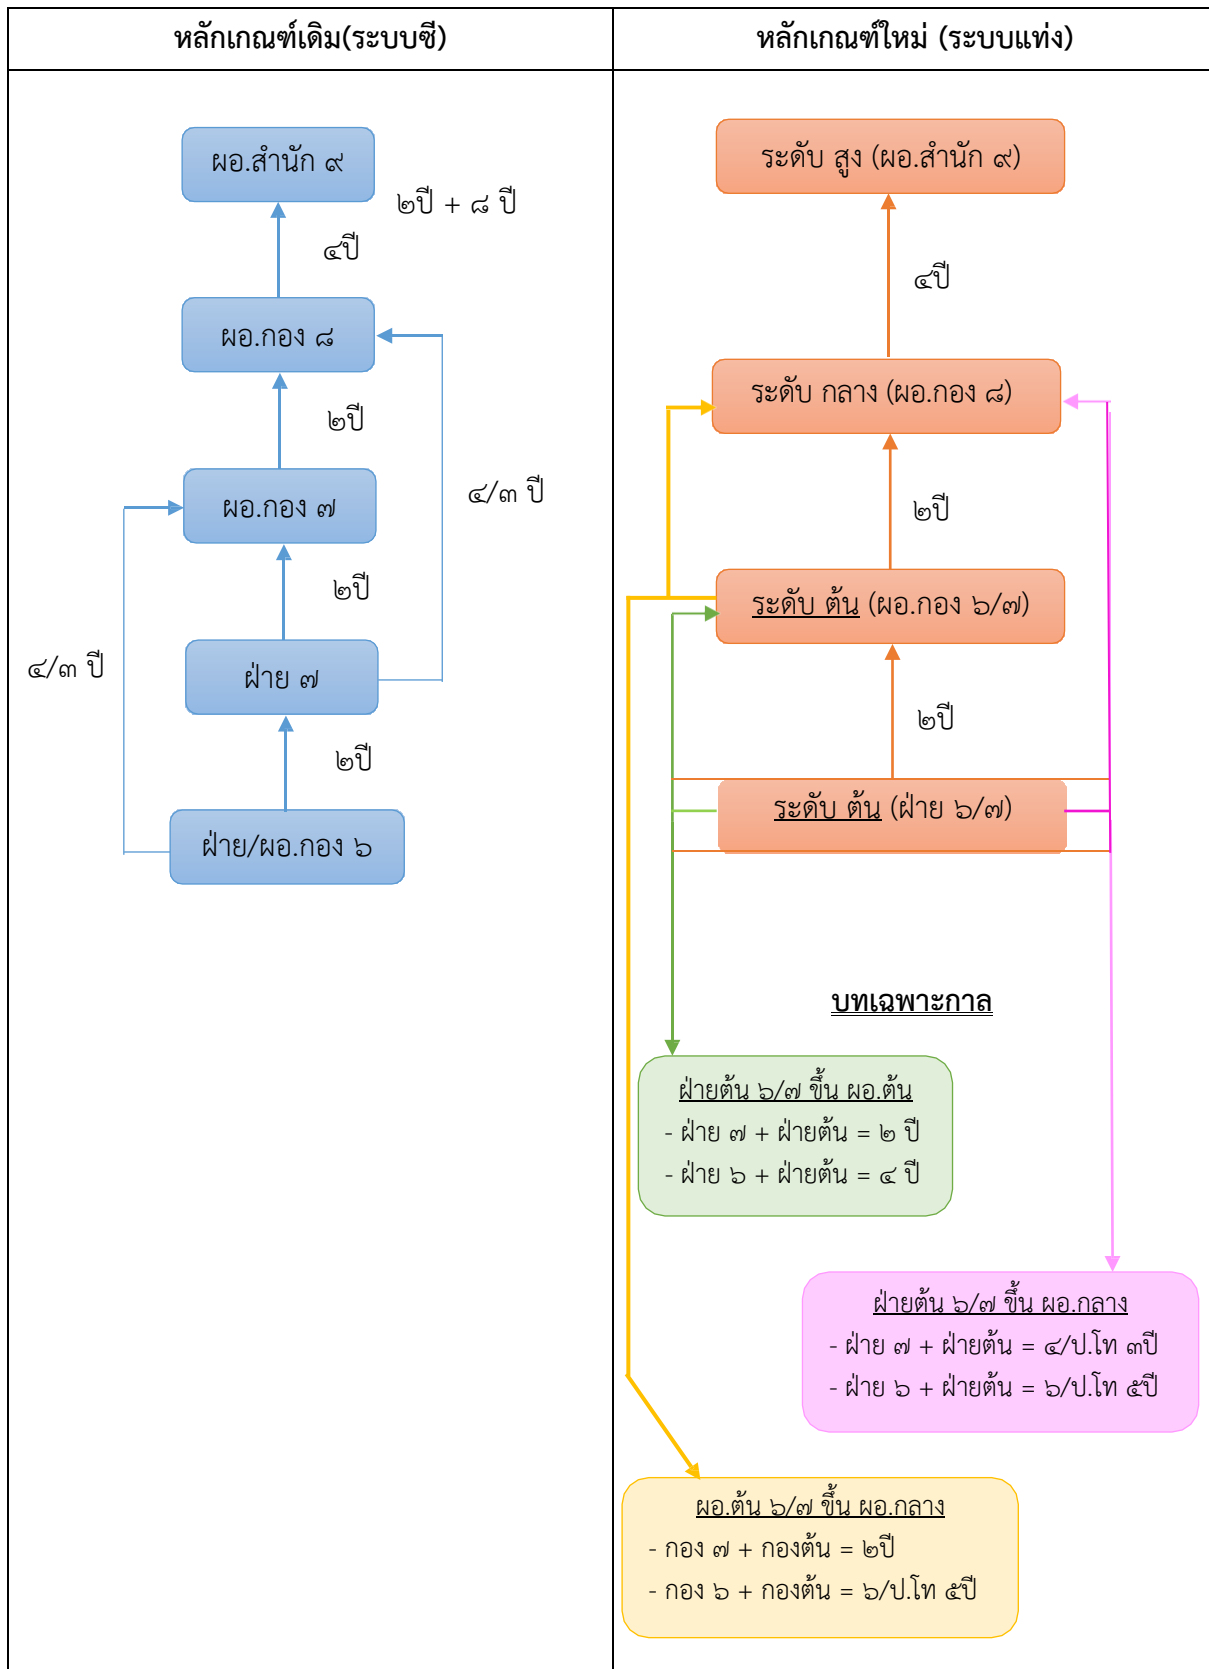 หลักเกณฑ์เดิม(ระบบซี)
ผอ.สำนัก ๙
๒ปี + ๘ ปี
๔ปี
ผอ.กอง ๘
๒ปี
๔/๓ ปี
ผอ.กอง ๗
๒ปี
๔/๓ ปี
ฝ่าย ๗
๒ปี
ฝ่าย/ผอ.กอง ๖
หลักเกณฑ์ใหม่ (ระบบแท่ง)
ระดับ สูง (ผอ.สำนัก ๙)
๔ปี
ระดับ กลาง (ผอ.กอง ๘)
๒ปี
ระดับ ต้น (ผอ.กอง ๖/๗)
๒ปี
ระดับ ต้น (ฝ่าย ๖/๗)
บทเฉพาะกาล
ฝ่ายต้น ๖/๗ ขึ้น ผอ.ต้น
- ฝ่าย ๗ + ฝ่ายต้น = ๒ ปี
- ฝ่าย ๖ + ฝ่ายต้น = ๔ ปี
ฝ่ายต้น ๖/๗ ขึ้น ผอ.กลาง
- ฝ่าย ๗ + ฝ่ายต้น = ๔/ป.โท ๓ปี
- ฝ่าย ๖ + ฝ่ายต้น = ๖/ป.โท ๕ปี
ผอ.ต้น ๖/๗ ขึ้น ผอ.กลาง
- กอง ๗ + กองต้น = ๒ปี
- กอง ๖ + กองต้น = ๖/ป.โท ๕ปี